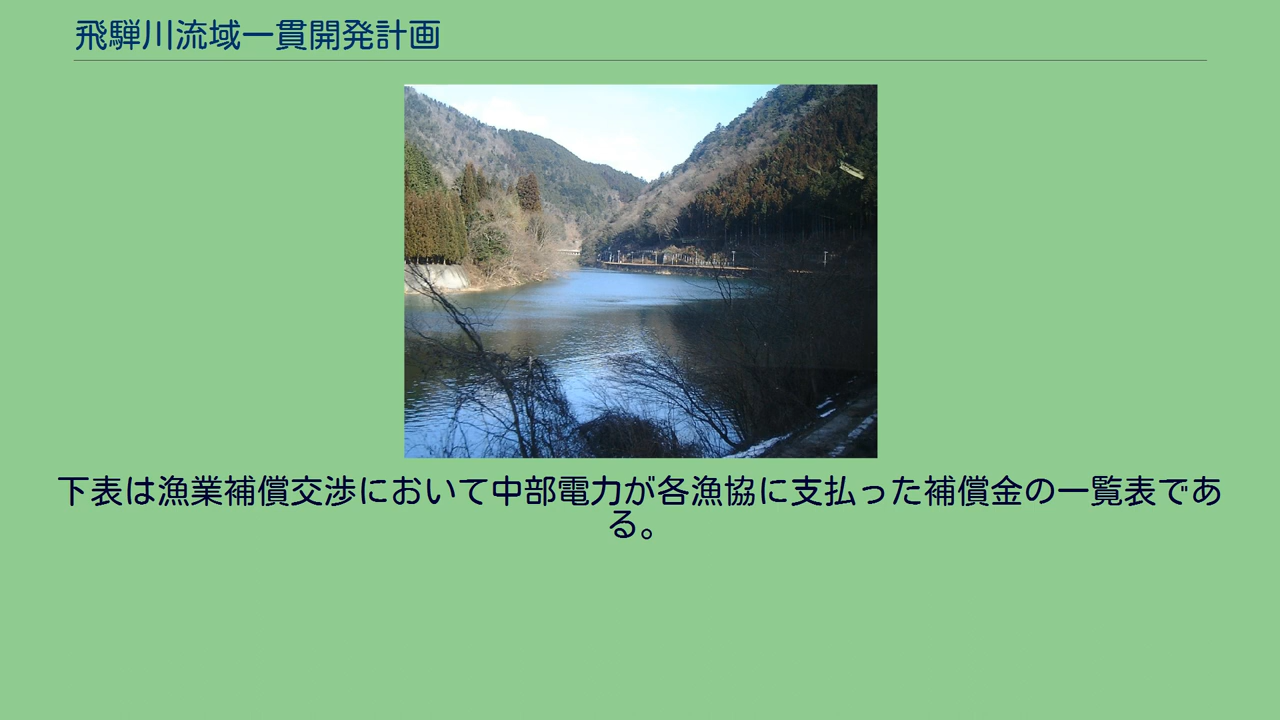 飛騨川流域一貫開発計画
下表は漁業補償交渉において中部電力が各漁協に支払った補償金の一覧表であ
る。